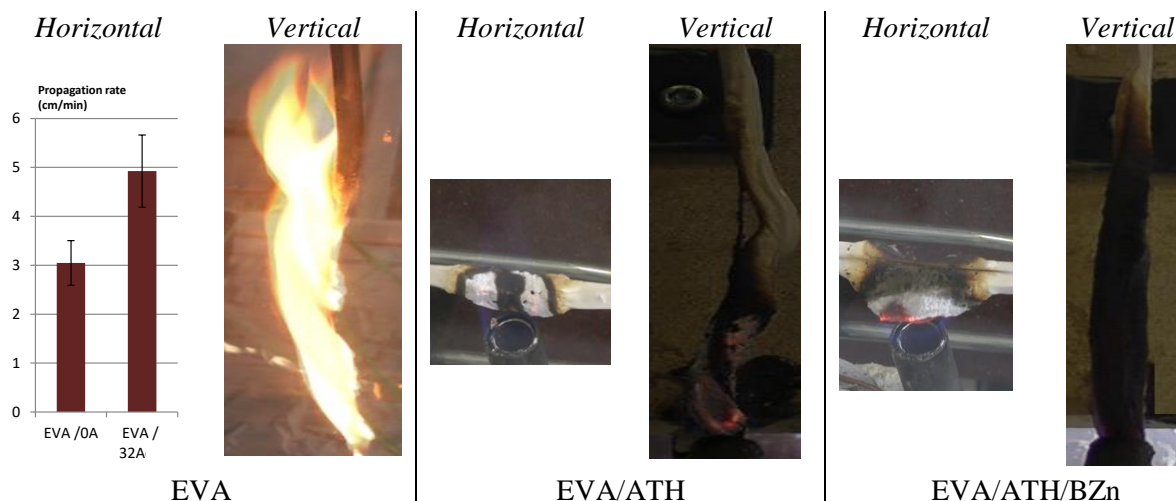 Horizontal Vertical Horizontal Vertical Horizontal Vertical
Propagation rate
(cm/min)
6
5
4
3
2
1
0
EVA /0A EVA /
32A
EVA EVA/ATH EVA/ATH/BZn